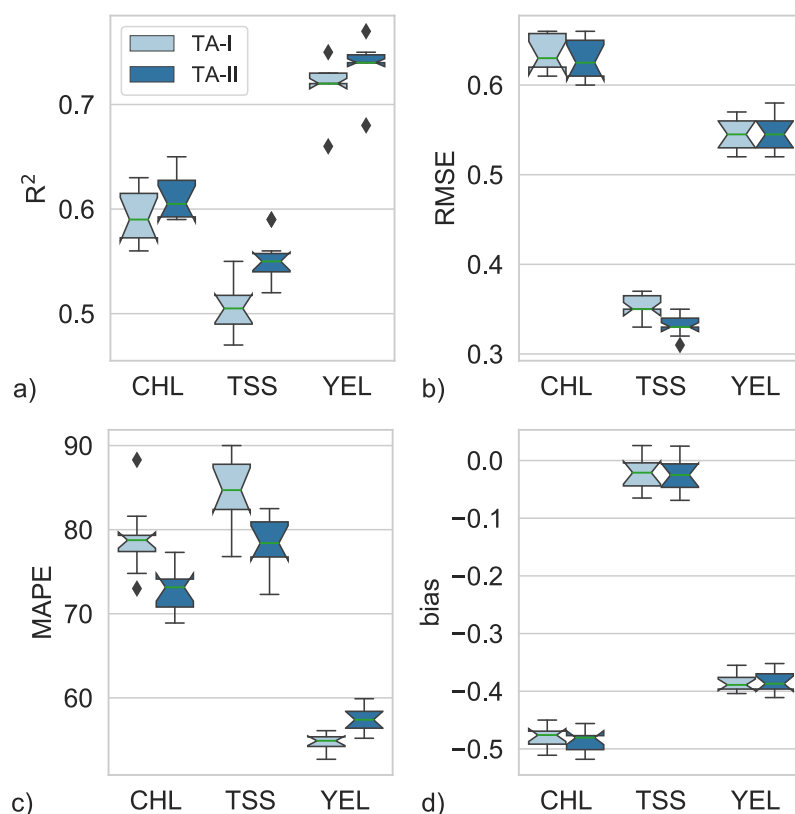 TA-I
TA-II
0.7
0.6
0.5
R²
CHL TSS YEL
a)
0.6
0.5
0.4
0.3
RMSE
CHL TSS YEL
b)
90
80
70
60
MAPE
CHL TSS YEL
c)
0.0
−0.1
−0.2
−0.3
−0.4
−0.5
bias
CHL TSS YEL
d)